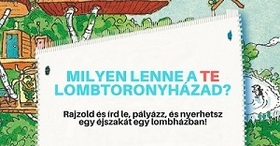 MILYEN LENNE A TE
LOMBTORONYHÁZAD?
Rajzold és írd le, pályázz, és nyerhetsz
egy éjszakát egy lombházban!